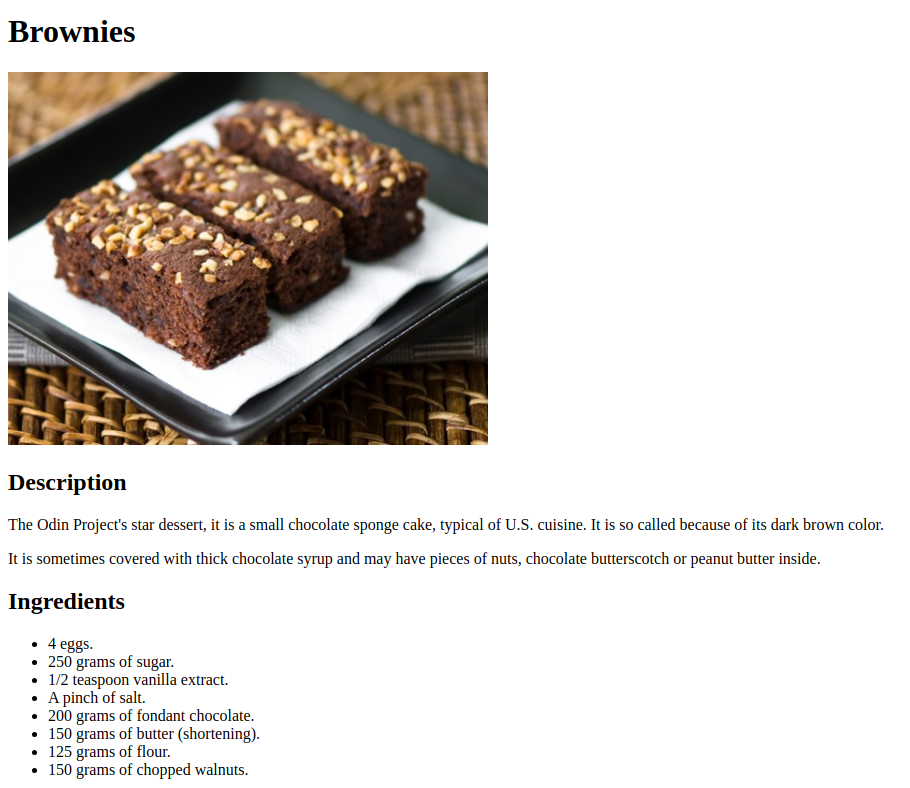 Brownies
Description
The Odin Project's star dessert, it is a small chocolate sponge cake, typical of U.S. cuisine. It is so called because of its dark brown color.
It is sometimes covered with thick chocolate syrup and may have pieces of nuts, chocolate butterscotch or peanut butter inside.
Ingredients
4 eggs.
250 grams of sugar.
1/2 teaspoon vanilla extract.
A pinch of salt.
200 grams of fondant chocolate.
150 grams of butter (shortening).
125 grams of flour.
150 grams of chopped walnuts.